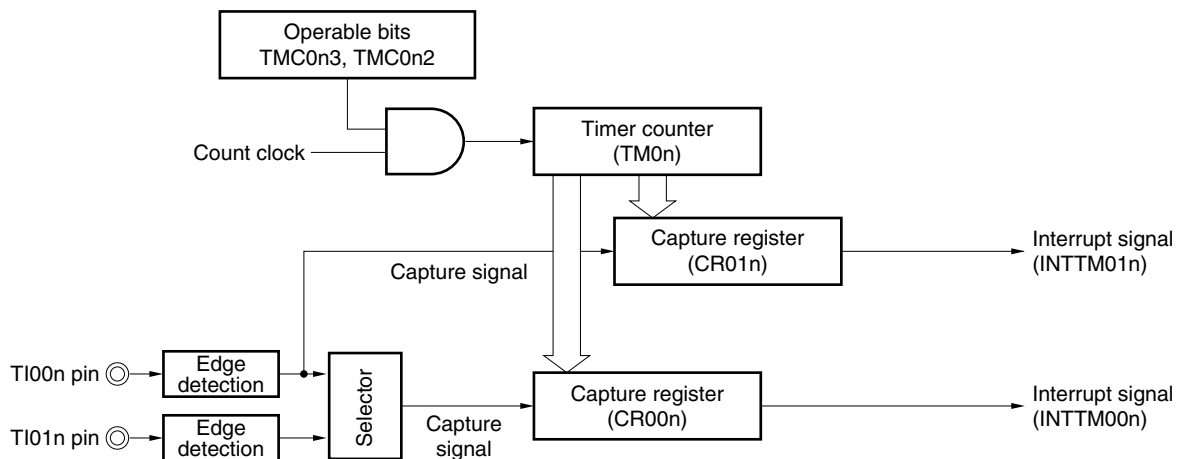 Operable bits
TMC0n3, TMC0n2
Count clock
Timer counter
(TM0n)
Capture register
(CR01n)
Interrupt signal
(INTTM01n)
Capture signal
TI00n pin
Edge
detection
Selector
Capture register
(CR00n)
Interrupt signal
(INTTM00n)
TI01n pin
Edge
detection
Capture
signal